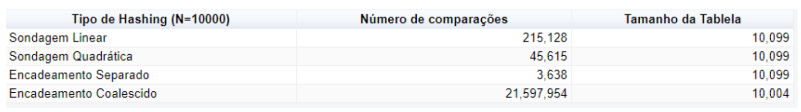 Tipo de Hashing (N=10000) Número de comparações Tamanho da Tablela
Sondagem Linear 215,128 10,099
Sondagem Quadrática 45,615 10,099
Encadeamento Separado 3,638 10,099
Encadeamento Coalescido 21,597,954 10,004